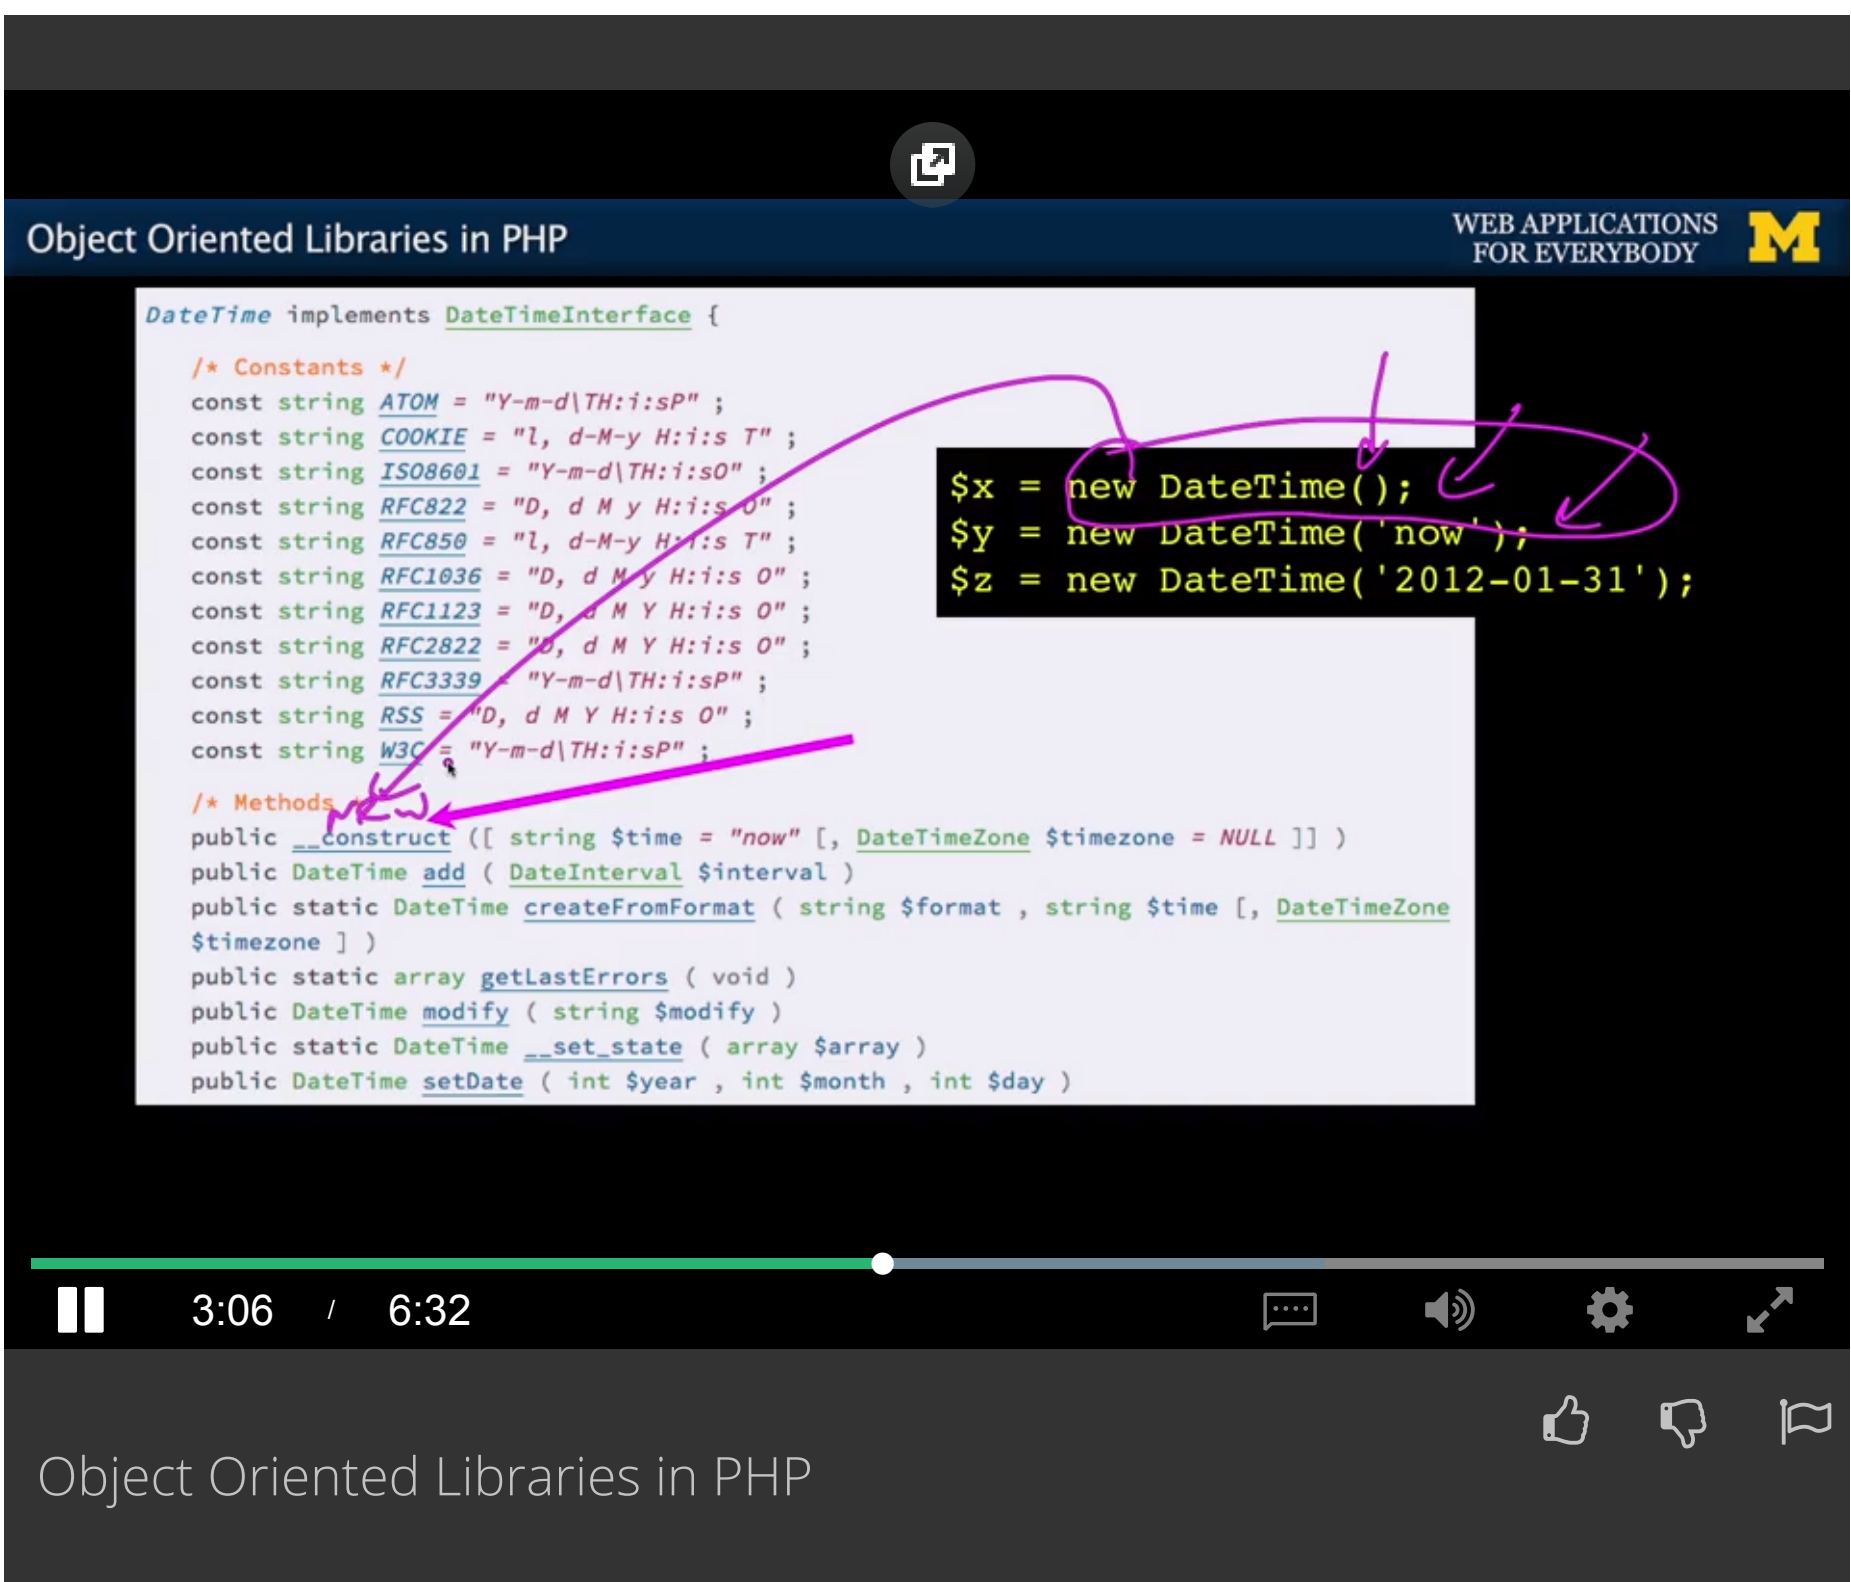 Object Oriented Libraries in PHP
WEB APPLICATIONS
FOR EVERYBODY
M
DateTime implements DateTimeInterface {
/* Constants */
const string ATOM = "Y-m-d\TH:i:sP" ;
const string COOKIE = "l, d-M-y H:i:s T" ;
const string ISO8601 = "Y-m-d\TH:i:sO" ;
const string RFC822 = "D, d M y H:i:s O" ;
const string RFC850 = "l, d-M-y H:i:s T" ;
const string RFC1036 = "D, d M y H:i:s O" ;
const string RFC1123 = "D, d M Y H:i:s O" ;
const string RFC2822 = "D, d M Y H:i:s O" ;
const string RFC3339 = "Y-m-d\TH:i:sP" ;
const string RSS = "D, d M Y H:i:s O" ;
const string W3C = "Y-m-d\TH:i:sP" ;
$x = new DateTime();
$y = new DateTime('now');
$z = new DateTime('2012-01-31');
/* Methods *
new
public __construct ([ string $time = "now" [, DateTimeZone $timezone = NULL ]] )
public DateTime add ( DateInterval $interval )
public static DateTime createFromFormat ( string $format , string $time [, DateTimeZone
$timezone ] )
public static array getLastErrors ( void )
public DateTime modify ( string $modify )
public static DateTime __set_state ( array $array )
public DateTime setDate ( int $year , int $month , int $day )
3:06 / 6:32
Object Oriented Libraries in PHP